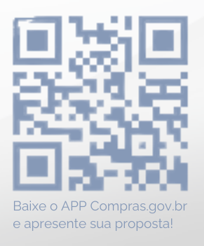 Baixe o APP Compras.gov.br
e apresente sua proposta!